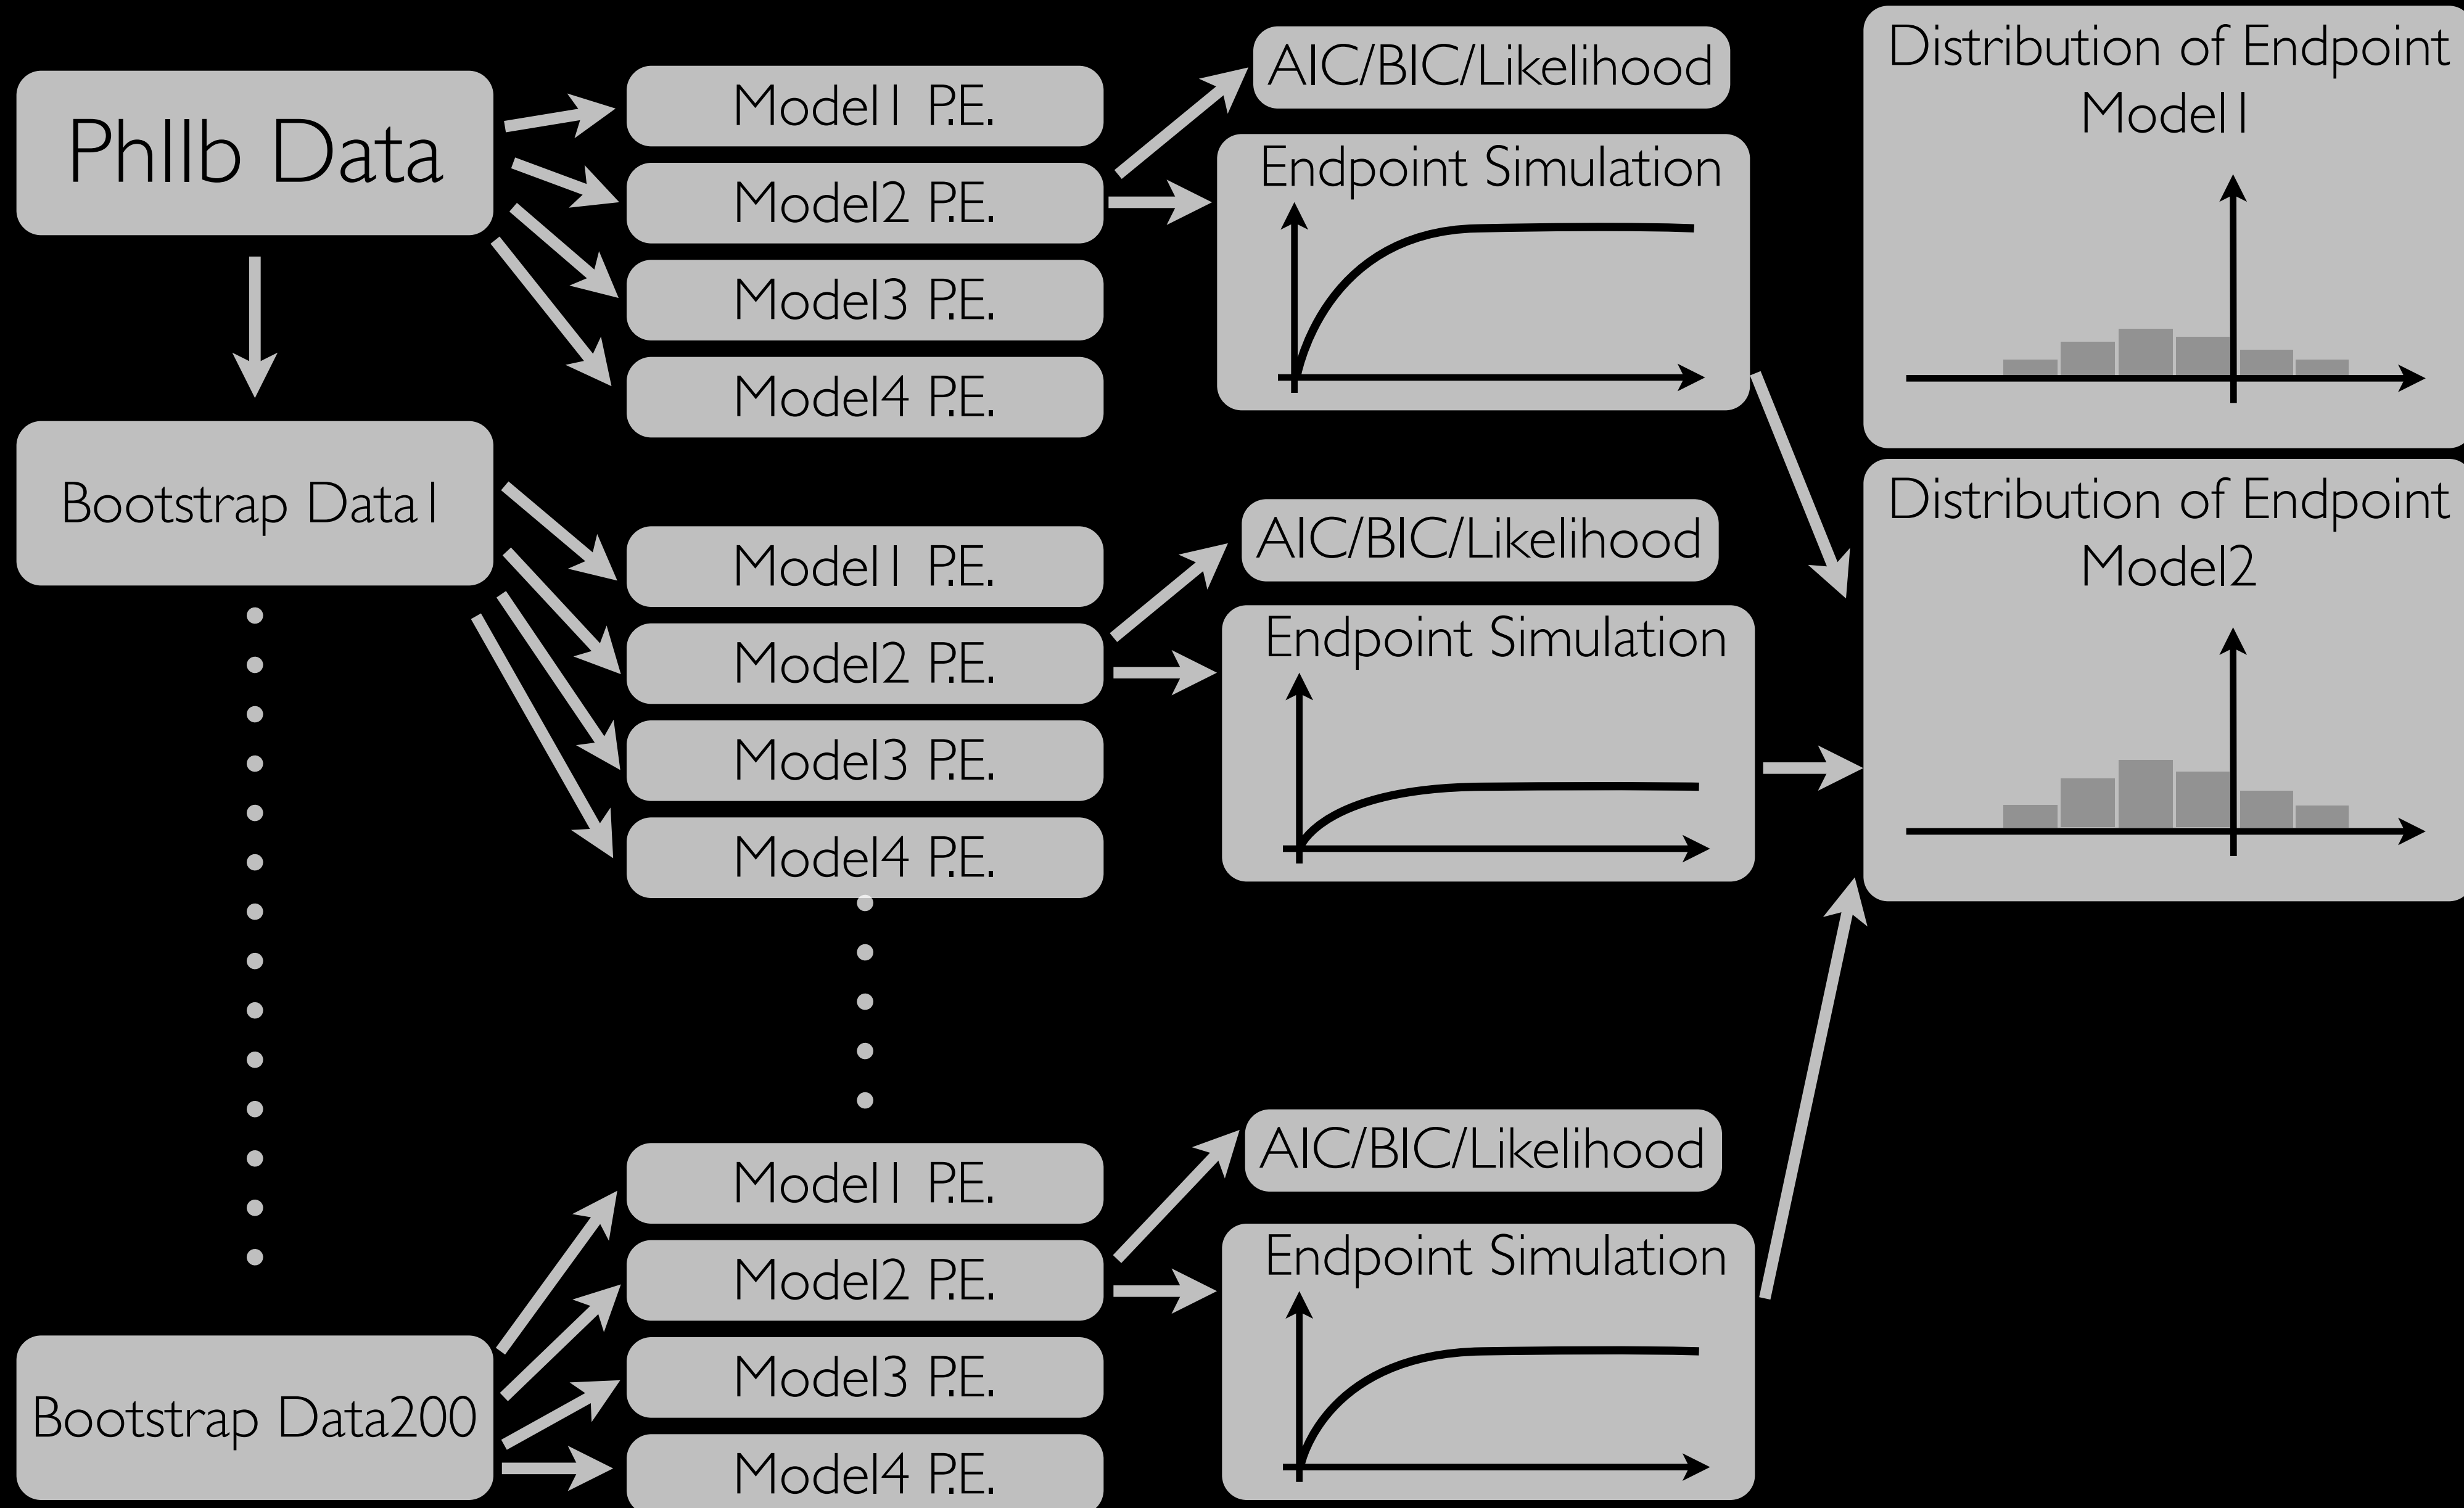 PhIIb Data
Model1 P.E.
Model2 P.E.
Model3 P.E.
Model4 P.E.
AIC/BIC/Likelihood
Endpoint Simulation
Distribution of Endpoint
Model1
Bootstrap Data1
Model1 P.E.
Model2 P.E.
Model3 P.E.
Model4 P.E.
AIC/BIC/Likelihood
Endpoint Simulation
Distribution of Endpoint
Model2
Bootstrap Data200
Model1 P.E.
Model2 P.E.
Model3 P.E.
Model4 P.E.
AIC/BIC/Likelihood
Endpoint Simulation